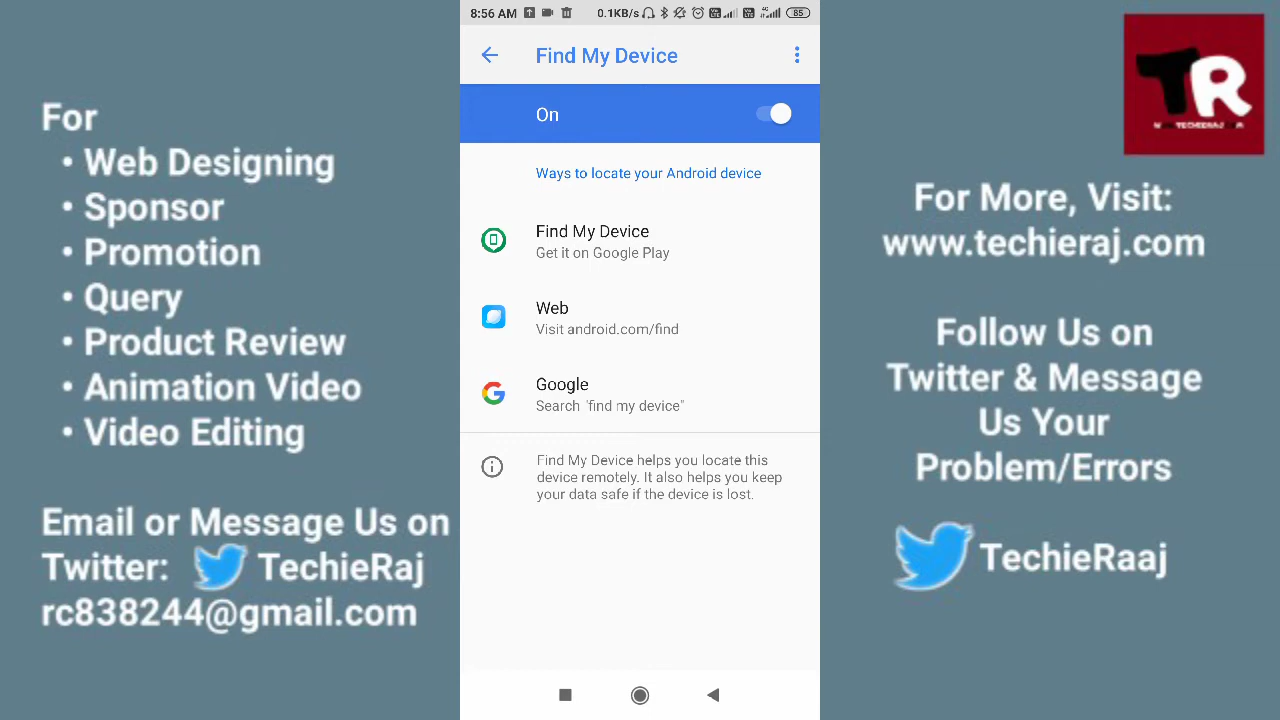 For
• Web Designing
• Sponsor
• Promotion
• Query
• Product Review
• Animation Video
• Video Editing
Email or Message Us on
Twitter: TechieRaj
rc838244@gmail.com
8:56 AM 0.1KB/s 85
Find My Device
On
Ways to locate your Android device
Find My Device
Get it on Google Play
Web
Visit android.com/find
Google
Search "find my device"
Find My Device helps you locate this
device remotely. It also helps you keep
your data safe if the device is lost.
TR
For More, Visit:
www.techieraj.com
Follow Us on
Twitter & Message
Us Your
Problem/Errors
TechieRaaj